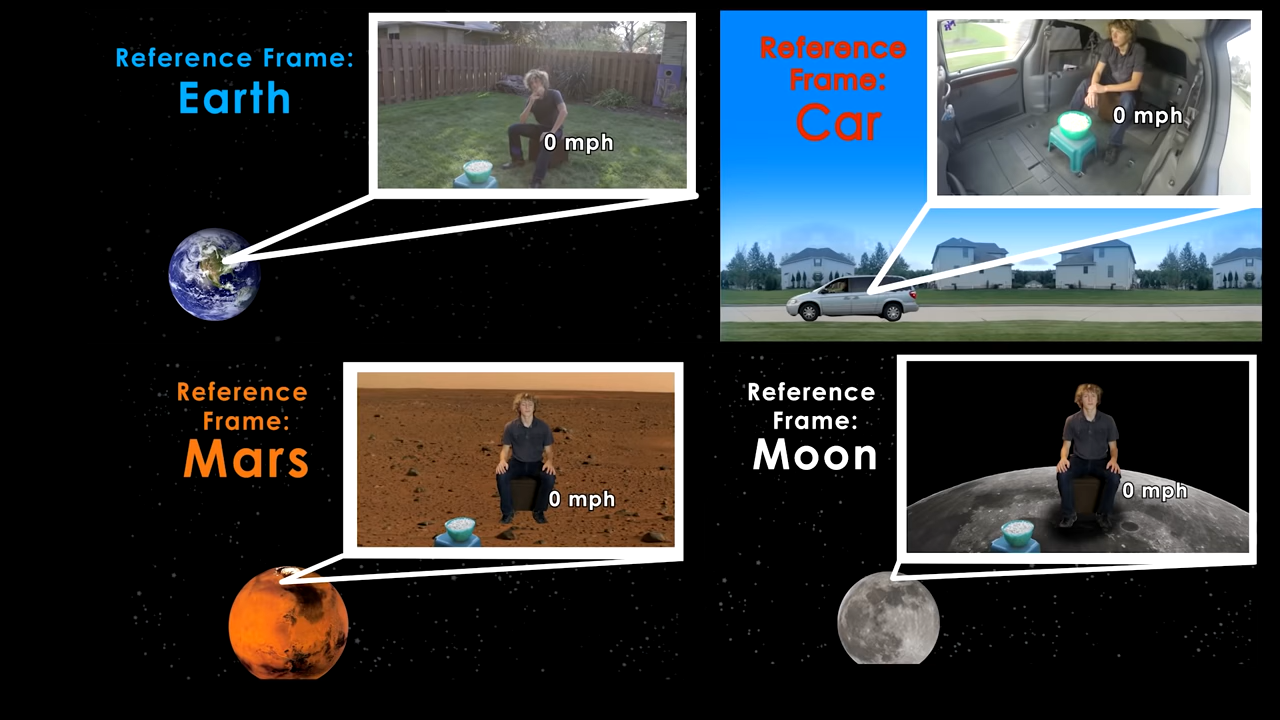 Reference Frame:
Earth
0 mph
Reference
Frame:
Car
0 mph
Reference
Frame:
Mars
0 mph
Reference
Frame:
Moon
0 mph